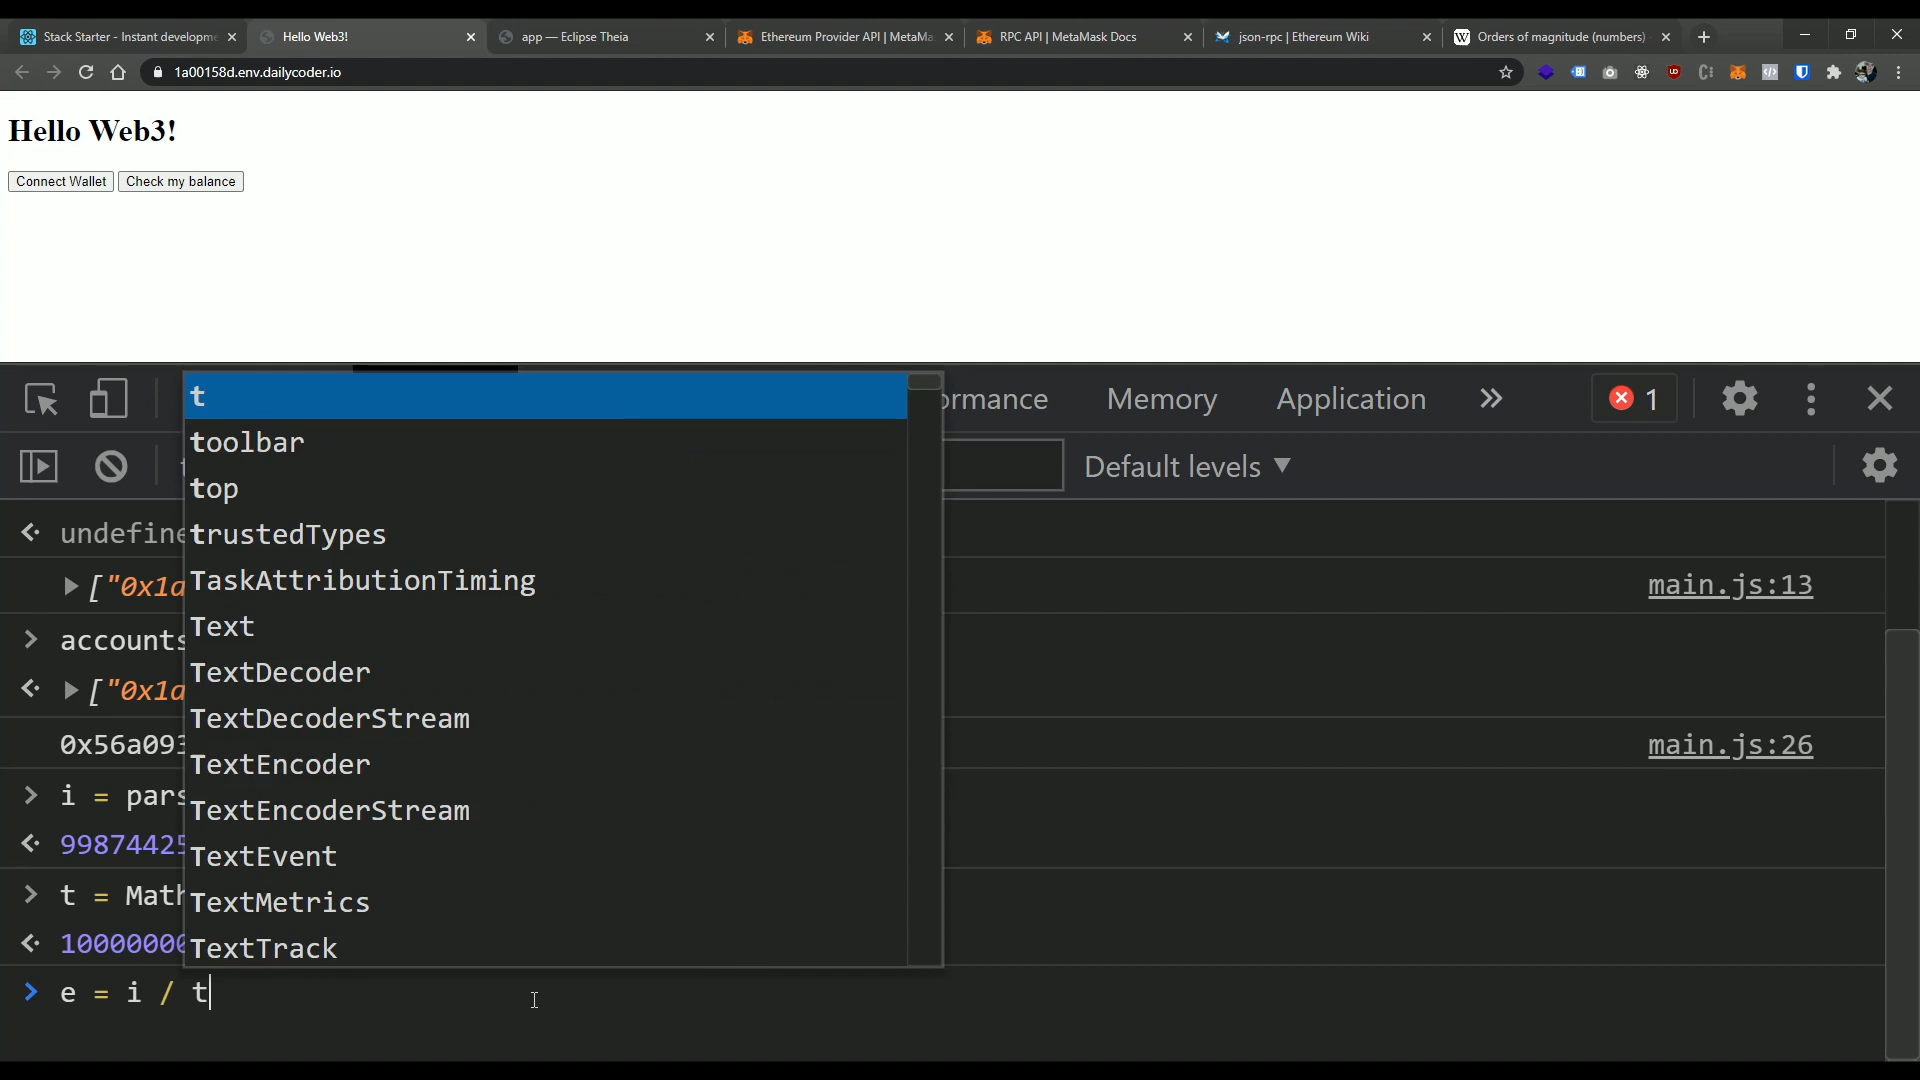 Stack Starter - Instant developme
Hello Web3!
app — Eclipse Theia
Ethereum Provider API | MetaMa
RPC API | MetaMask Docs
json-rpc | Ethereum Wiki
Orders of magnitude (numbers)
1a00158d.env.dailycoder.io
Hello Web3!
Connect Wallet
Check my balance
ormance
Memory
Application
1
Default levels ▼
t
toolbar
top
trustedTypes
TaskAttributionTiming
Text
TextDecoder
TextDecoderStream
TextEncoder
TextEncoderStream
TextEvent
TextMetrics
TextTrack
undefine
["0x1a
main.js:13
accounts
["0x1a
0x56a093
main.js:26
i = pars
99874425
t = Math
10000000
e = i / t